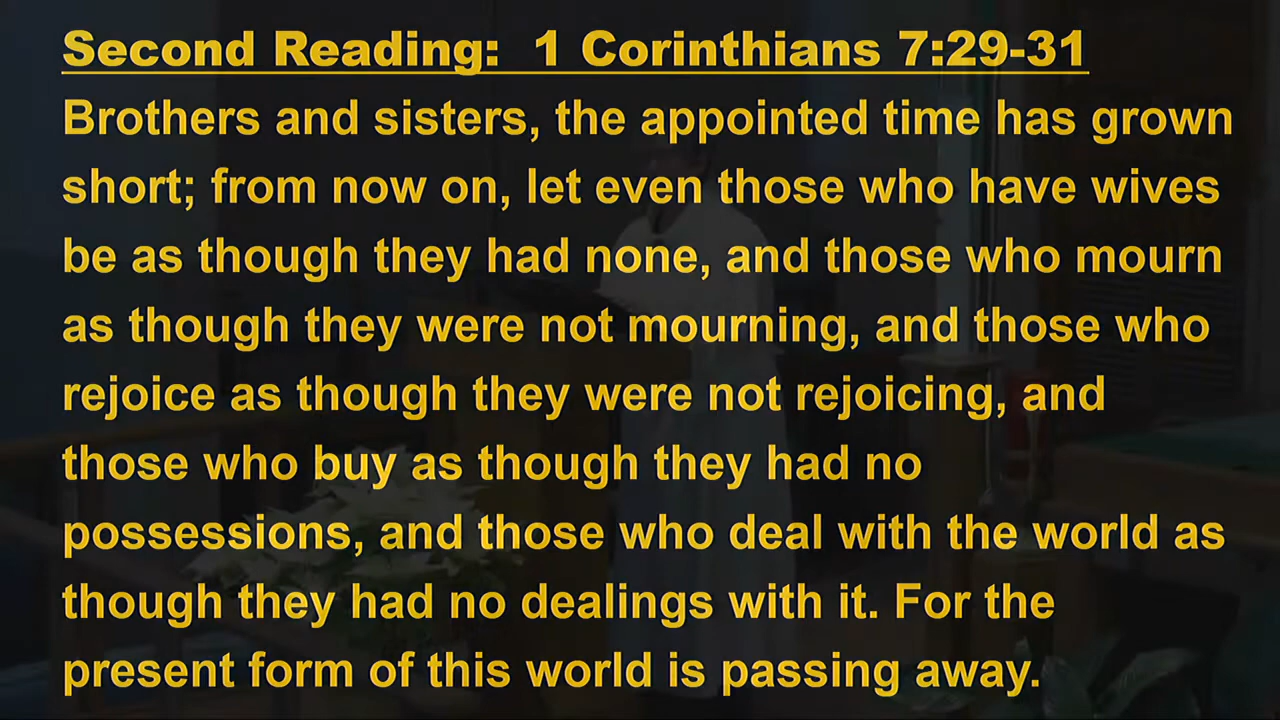 Second Reading:  1 Corinthians 7:29-31
Brothers and sisters, the appointed time has grown
short; from now on, let even those who have wives
be as though they had none, and those who mourn
as though they were not mourning, and those who
rejoice as though they were not rejoicing, and
those who buy as though they had no
possessions, and those who deal with the world as
though they had no dealings with it. For the
present form of this world is passing away.